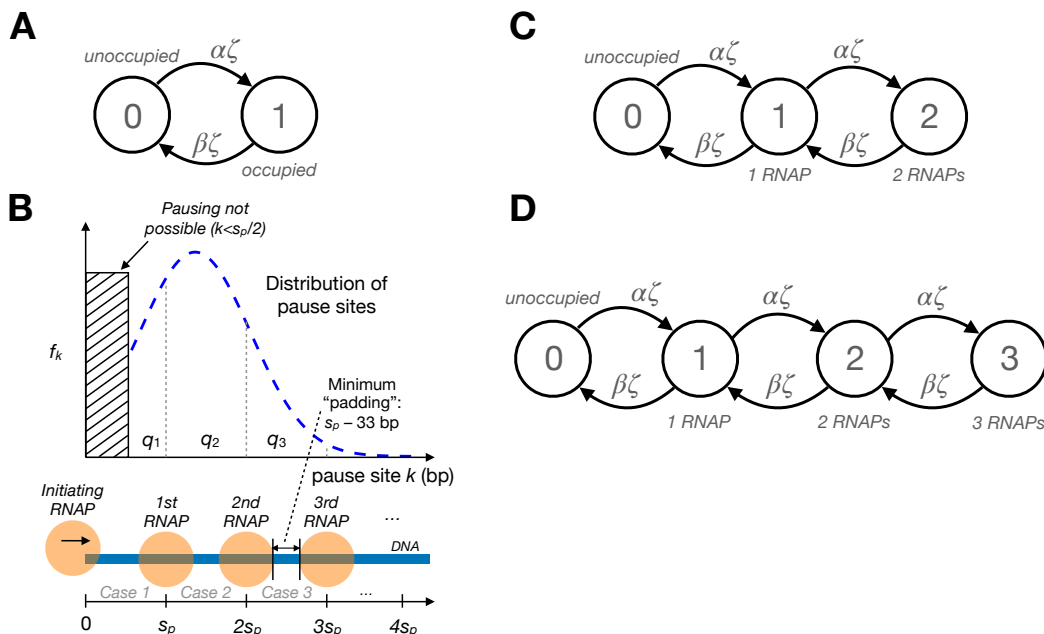 A
unoccupied
αζ
0
1
βζ
occupied
B
Pausing not
possible (k<sₚ/2)
Distribution of
pause sites
fₖ
Minimum
“padding”:
sₚ – 33 bp
q₁
q₂
q₃
pause site k (bp)
Initiating
RNAP
1st
RNAP
2nd
RNAP
3rd
RNAP
...
DNA
Case 1
Case 2
Case 3
...
0
sₚ
2sₚ
3sₚ
4sₚ
C
unoccupied
αζ
αζ
0
1
2
βζ
βζ
1 RNAP
2 RNAPs
D
unoccupied
αζ
αζ
αζ
0
1
2
3
βζ
βζ
βζ
1 RNAP
2 RNAPs
3 RNAPs